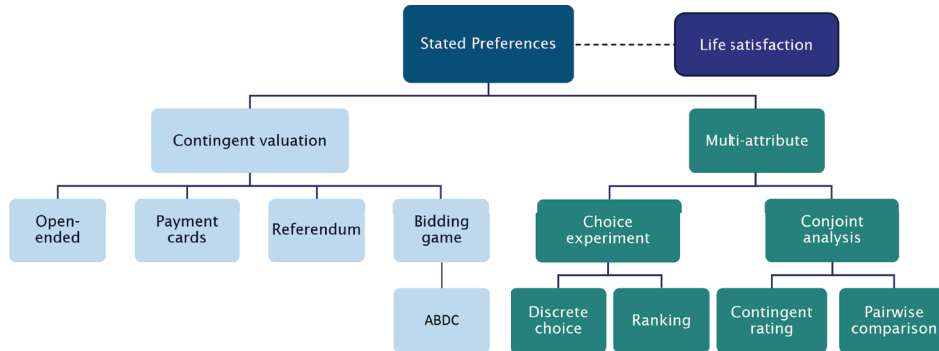 Stated Preferences
Life satisfaction
Contingent valuation
Multi-attribute
Open-
ended
Payment
cards
Referendum
Bidding
game
Choice
experiment
Conjoint
analysis
ABDC
Discrete
choice
Ranking
Contingent
rating
Pairwise
comparison